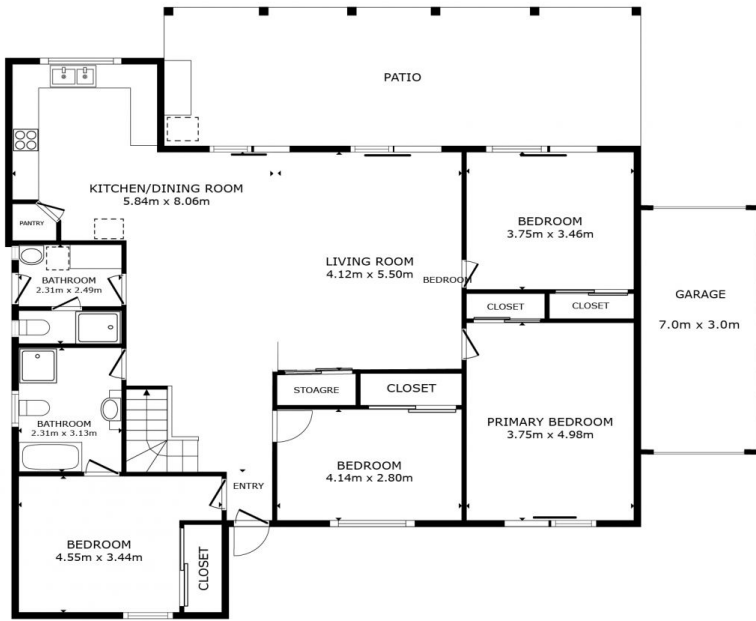 PATIO
KITCHEN/DINING ROOM
5.84m x 8.06m
PANTRY
BEDROOM
3.75m x 3.46m
LIVING ROOM
4.12m x 5.50m
BEDROOM
BATHROOM
2.31m x 2.49m
CLOSET
CLOSET
GARAGE
7.0m x 3.0m
STOAGRE
CLOSET
BATHROOM
2.31m x 3.13m
PRIMARY BEDROOM
3.75m x 4.98m
BEDROOM
4.14m x 2.80m
ENTRY
BEDROOM
4.55m x 3.44m
CLOSET